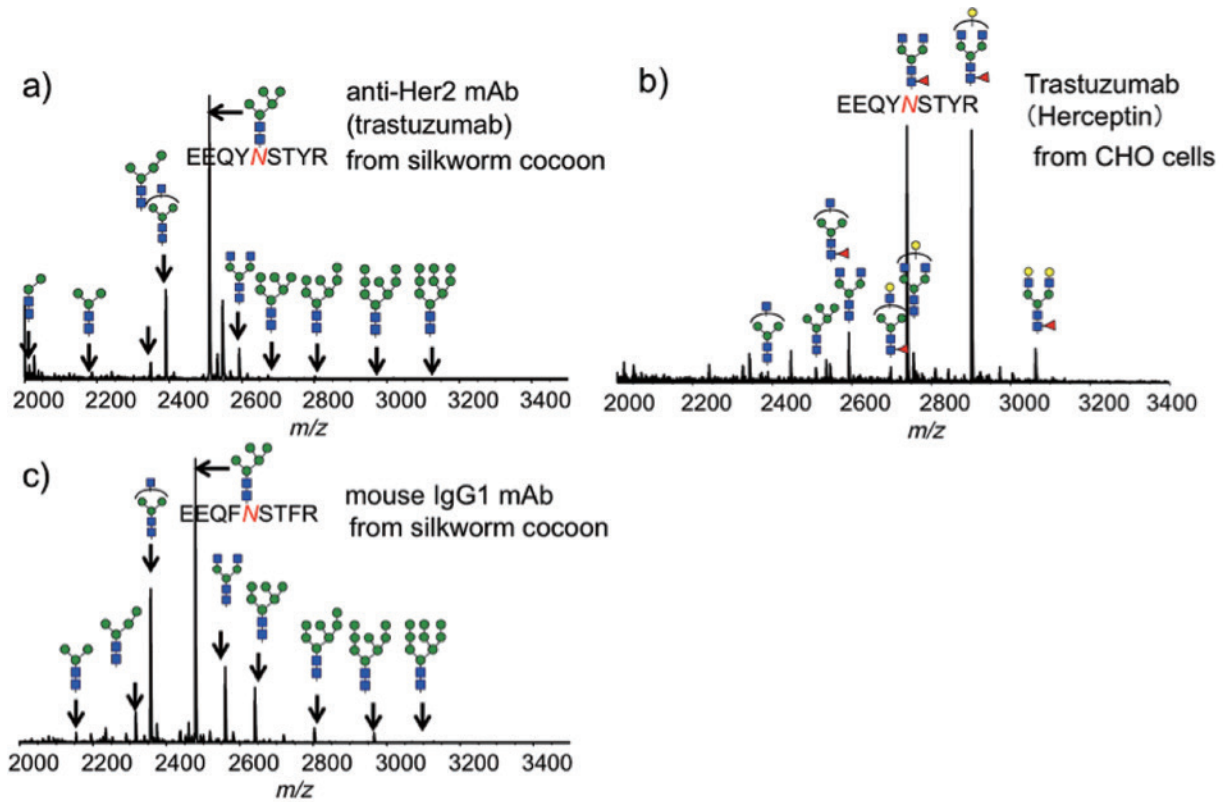 a)
anti-Her2 mAb
(trastuzumab)
from silkworm cocoon
EEQYNSTYR
2000 2200 2400 2600 2800 3000 3200 3400
m/z
b)
Trastuzumab
(Herceptin)
from CHO cells
EEQYNSTYR
2000 2200 2400 2600 2800 3000 3200 3400
m/z
c)
mouse IgG1 mAb
from silkworm cocoon
EEQFNSTFR
2000 2200 2400 2600 2800 3000 3200 3400
m/z